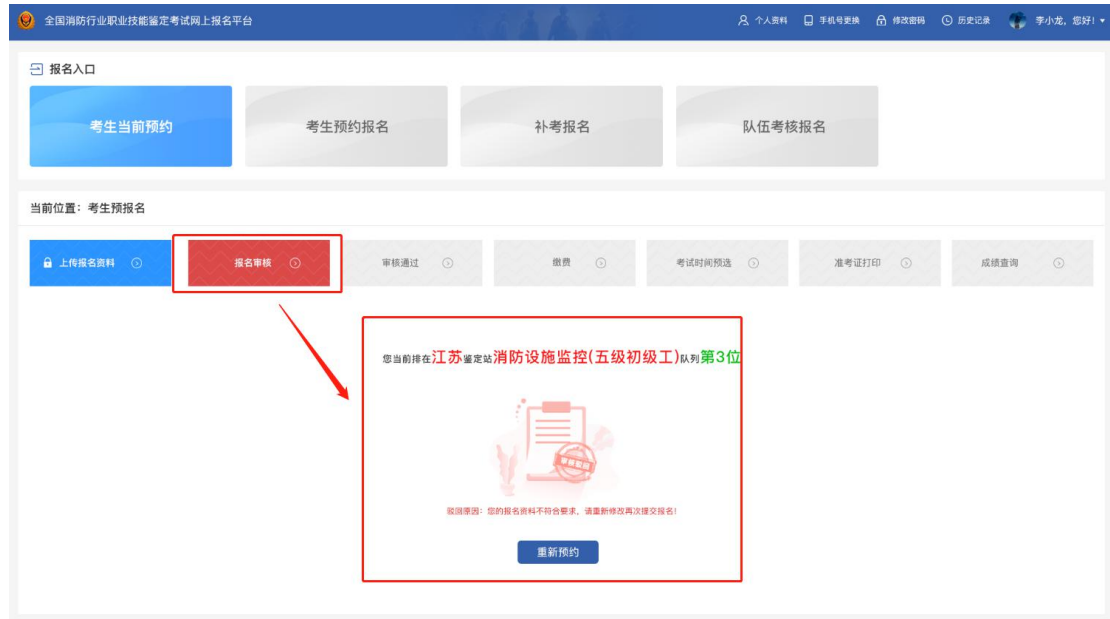 全国消防行业职业技能鉴定考试网上报名平台
个人资料 手机号更换 修改密码 历史记录 李小龙，您好！
报名入口
考生当前预约 考生预约报名 补考报名 队伍考核报名
当前位置：考生预报名
上传报名资料 报名审核 审核通过 缴费 考试时间预选 准考证打印 成绩查询
您当前排在江苏鉴定站消防设施监控(五级初级工)队列第3位
审核驳回
驳回原因：您的报名资料不符合要求，请重新修改再次提交报名！
重新预约